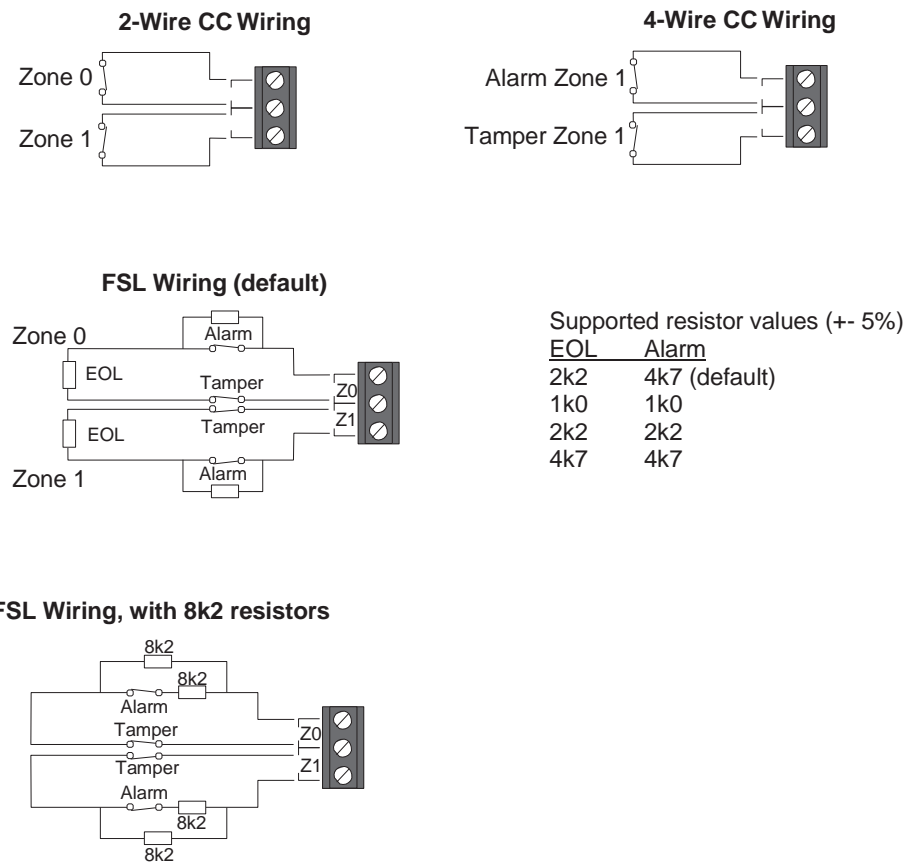 2-Wire CC Wiring
Zone 0
Zone 1
4-Wire CC Wiring
Alarm Zone 1
Tamper Zone 1
FSL Wiring (default)
Zone 0
Alarm
EOL
Tamper
Z0
Z1
EOL
Tamper
Zone 1
Alarm
Supported resistor values (+- 5%)
EOL Alarm
2k2 4k7 (default)
1k0 1k0
2k2 2k2
4k7 4k7
FSL Wiring, with 8k2 resistors
8k2
8k2
Alarm
Tamper
Z0
Tamper
Z1
Alarm
8k2
8k2